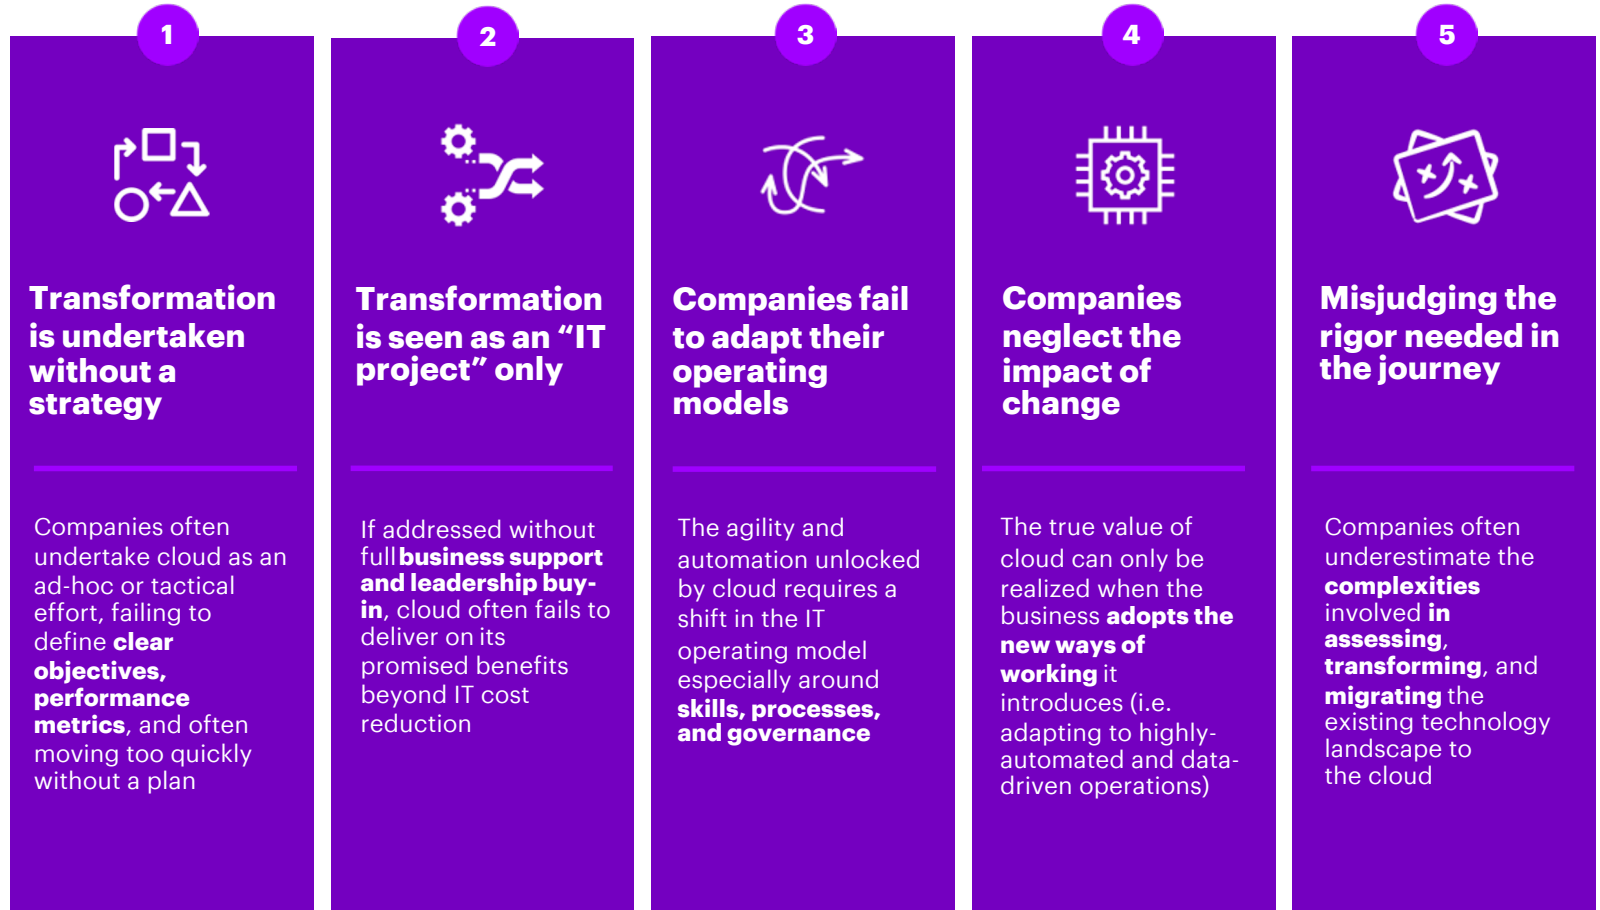 1
Transformation
is undertaken
without a
strategy
Companies often
undertake cloud as an
ad-hoc or tactical
effort, failing to
define clear
objectives,
performance
metrics, and often
moving too quickly
without a plan
2
Transformation
is seen as an “IT
project” only
If addressed without
full business support
and leadership buy-
in, cloud often fails to
deliver on its
promised benefits
beyond IT cost
reduction
3
Companies fail
to adapt their
operating
models
The agility and
automation unlocked
by cloud requires a
shift in the IT
operating model
especially around
skills, processes,
and governance
4
Companies
neglect the
impact of
change
The true value of
cloud can only be
realized when the
business adopts the
new ways of
working it
introduces (i.e.
adapting to highly-
automated and data-
driven operations)
5
Misjudging the
rigor needed in
the journey
Companies often
underestimate the
complexities
involved in
assessing,
transforming, and
migrating the
existing technology
landscape to
the cloud